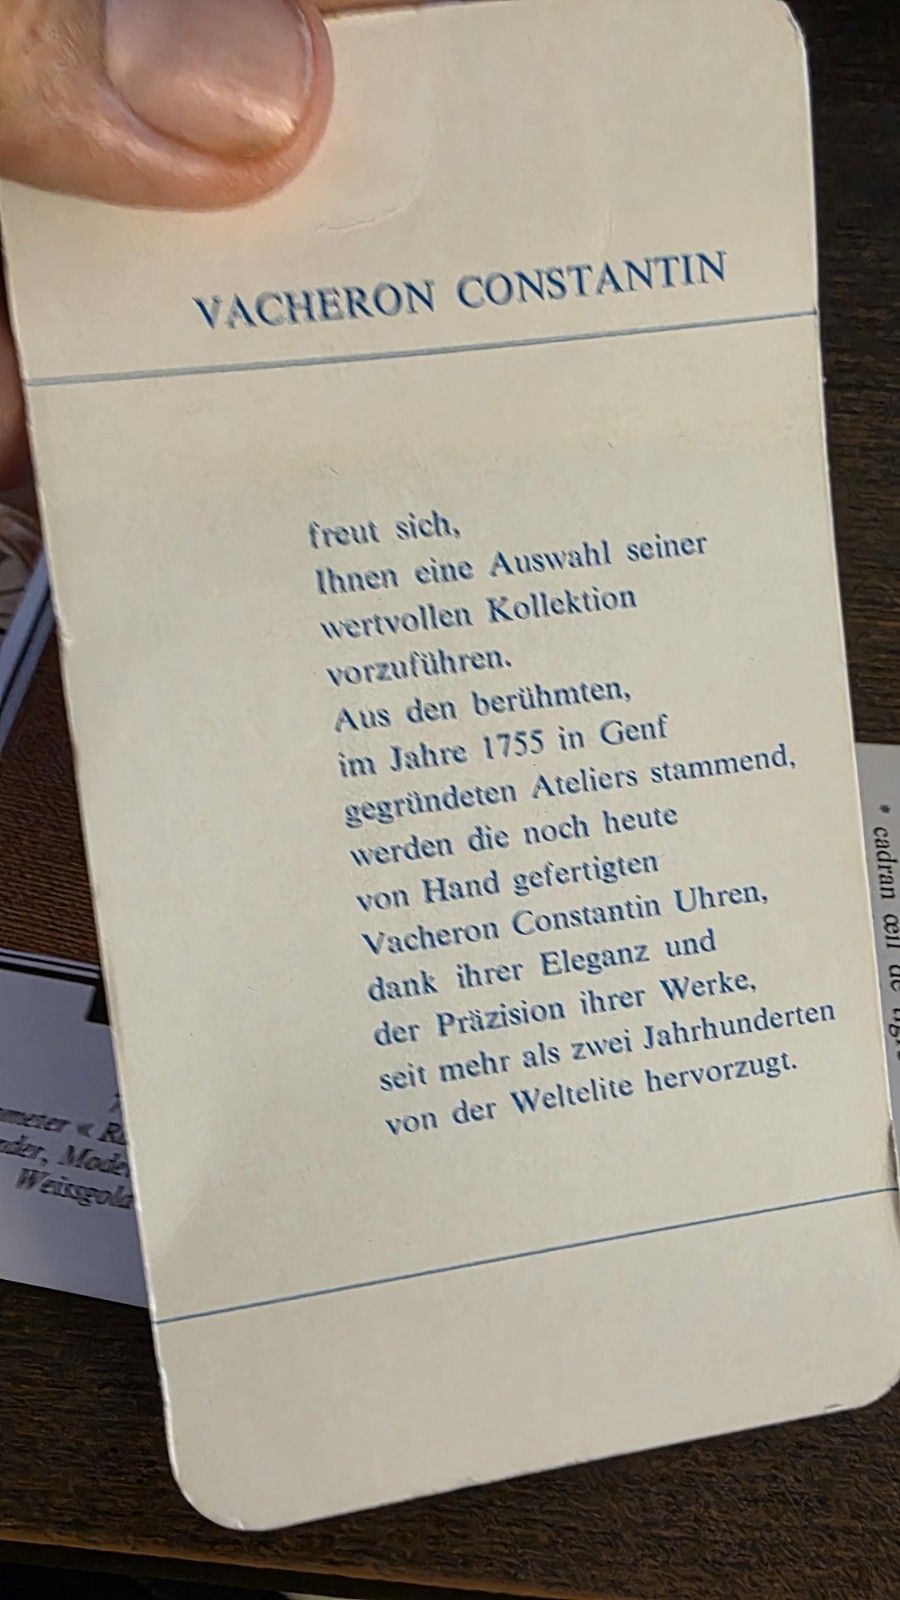 VACHERON CONSTANTIN
freut sich,
Ihnen eine Auswahl seiner
wertvollen Kollektion
vorzuführen.
Aus den berühmten,
im Jahre 1755 in Genf
gegründeten Ateliers stammend,
werden die noch heute
von Hand gefertigten
Vacheron Constantin Uhren,
dank ihrer Eleganz und
der Präzision ihrer Werke,
seit mehr als zwei Jahrhunderten
von der Weltelite hervorzugt.
* cadran œil de
Weissgold